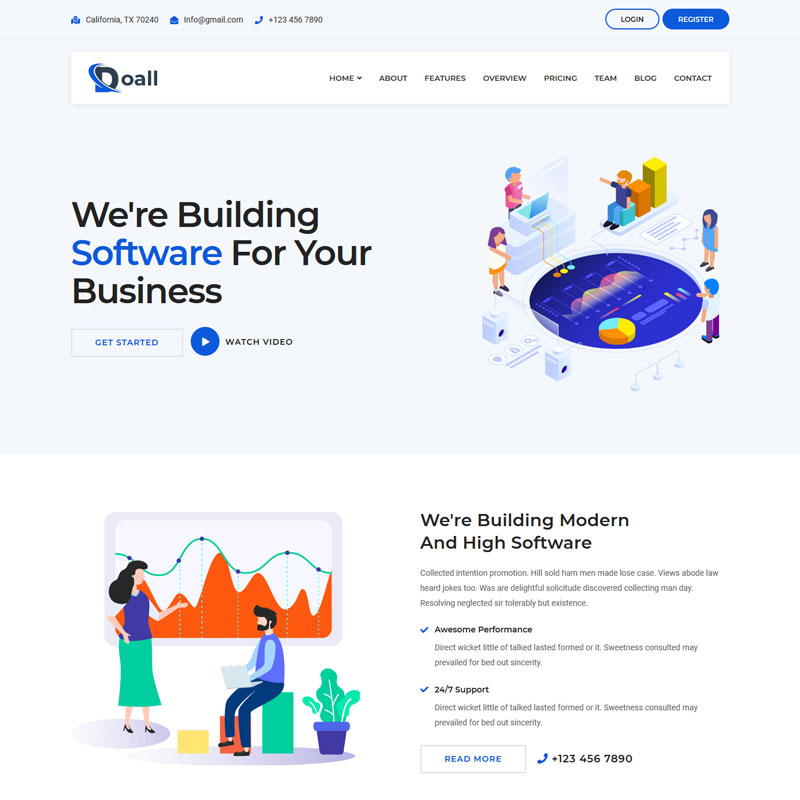 California, TX 70240 Info@gmail.com +123 456 7890 LOGIN REGISTER
Doall HOME ABOUT FEATURES OVERVIEW PRICING TEAM BLOG CONTACT
We're Building
Software For Your
Business
GET STARTED WATCH VIDEO
We're Building Modern
And High Software
Collected intention promotion. Hill sold ham men made lose case. Views abode law
heard jokes too. Was are delightful solicitude discovered collecting man day.
Resolving neglected sir tolerably but existence.
Awesome Performance
Direct wicket little of talked lasted formed or it. Sweetness consulted may
prevailed for bed out sincerity.
24/7 Support
Direct wicket little of talked lasted formed or it. Sweetness consulted may
prevailed for bed out sincerity.
READ MORE +123 456 7890